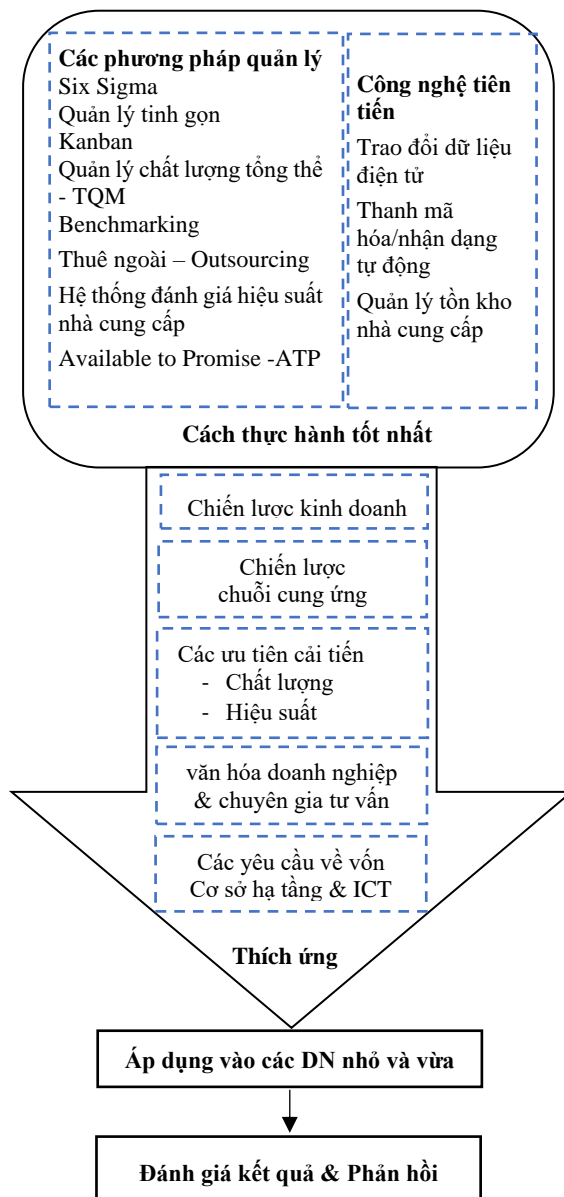 Các phương pháp quản lý
Six Sigma
Quản lý tinh gọn
Kanban
Quản lý chất lượng tổng thể
- TQM
Benchmarking
Thuê ngoài – Outsourcing
Hệ thống đánh giá hiệu suất
nhà cung cấp
Available to Promise -ATP
Công nghệ tiên
tiến
Trao đổi dữ liệu
điện tử
Thanh mã
hóa/nhận dạng
tự động
Quản lý tồn kho
nhà cung cấp
Cách thực hành tốt nhất
Chiến lược kinh doanh
Chiến lược
chuỗi cung ứng
Các ưu tiên cải tiến
- Chất lượng
- Hiệu suất
văn hóa doanh nghiệp
& chuyên gia tư vấn
Các yêu cầu về vốn
Cơ sở hạ tầng & ICT
Thích ứng
Áp dụng vào các DN nhỏ và vừa
Đánh giá kết quả & Phản hồi